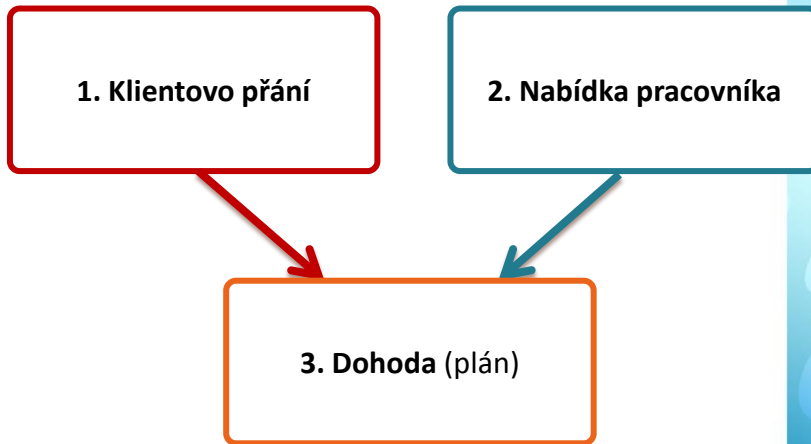 1. Klientovo přání
2. Nabídka pracovníka
3. Dohoda (plán)